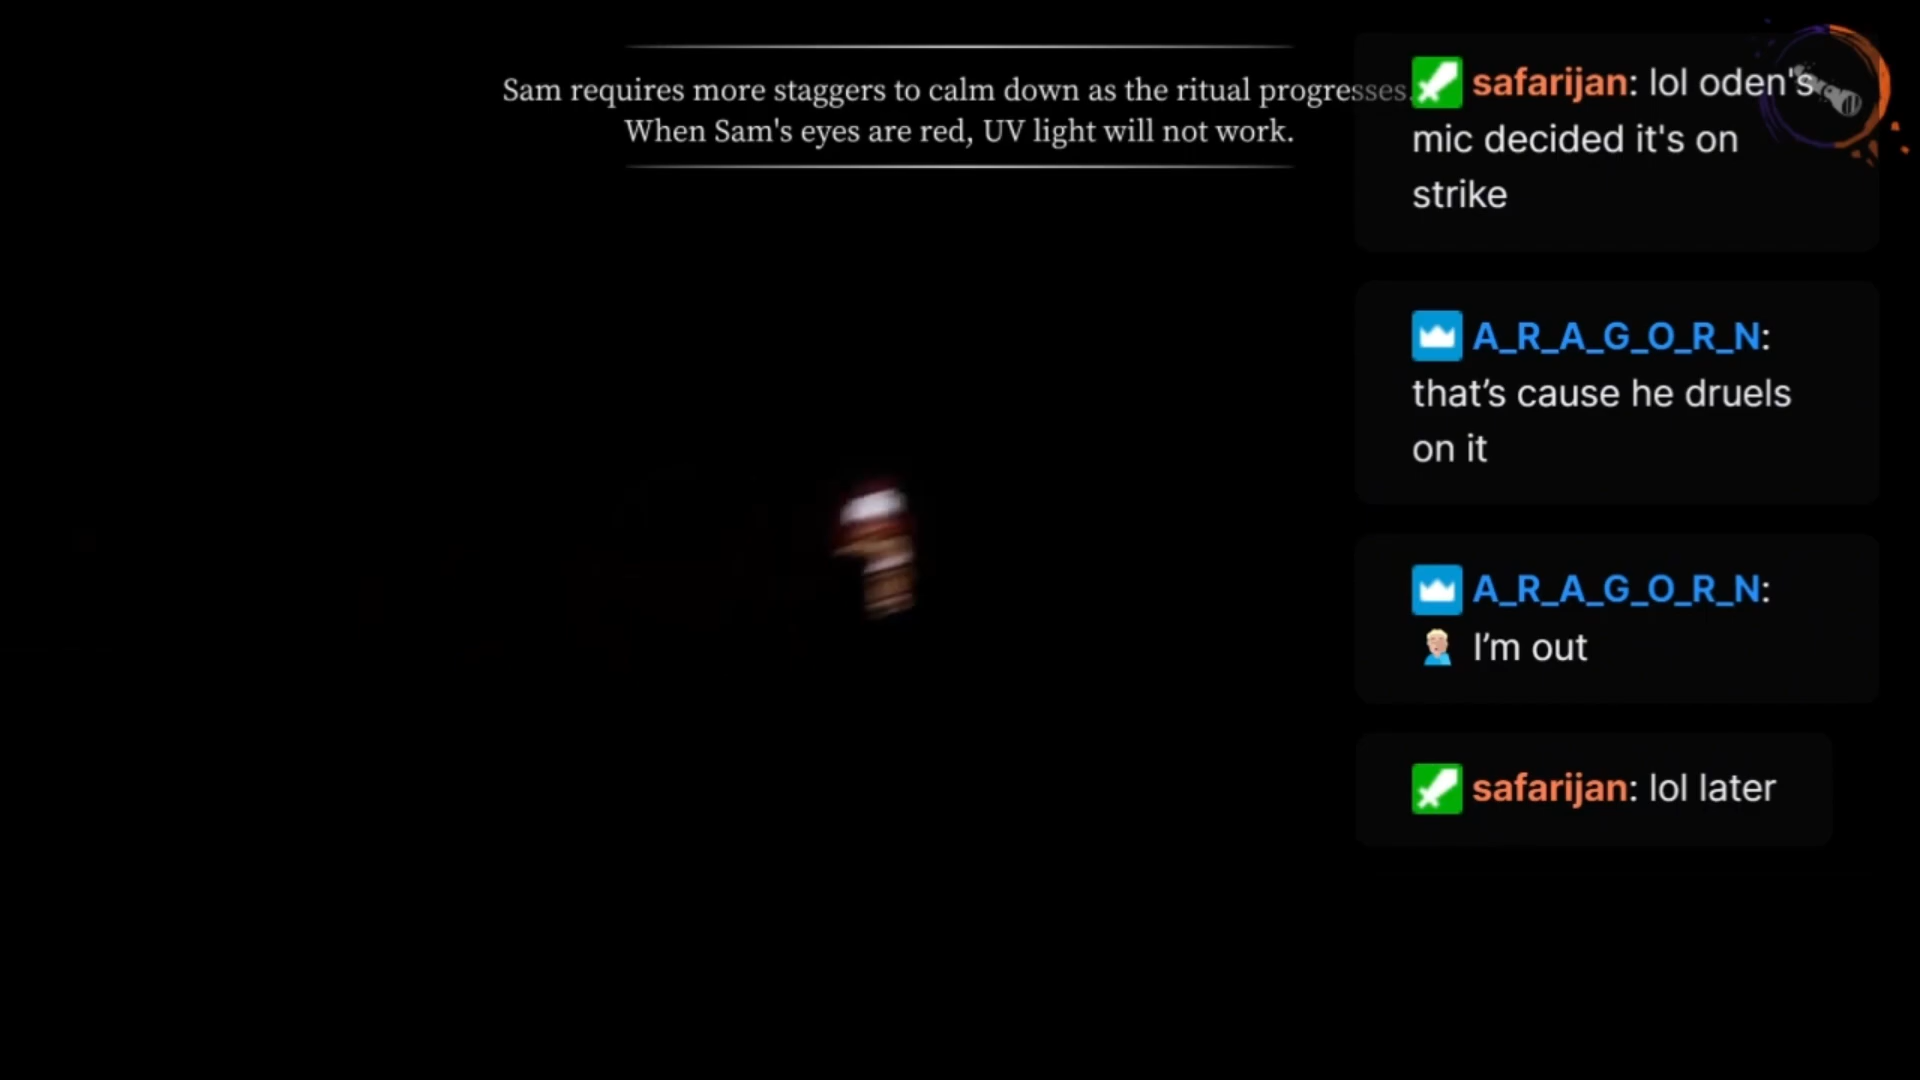 Sam requires more staggers to calm down as the ritual progresses.
When Sam's eyes are red, UV light will not work.
safarijan: lol oden's
mic decided it's on
strike
A_R_A_G_O_R_N:
that’s cause he druels
on it
A_R_A_G_O_R_N:
I’m out
safarijan: lol later